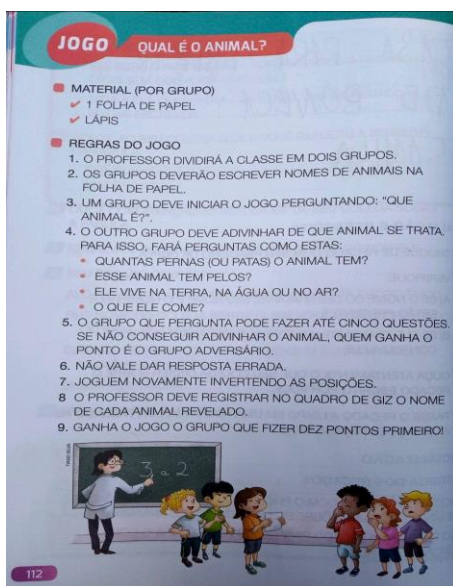 JOGO QUAL É O ANIMAL?
MATERIAL (POR GRUPO)
✔ 1 FOLHA DE PAPEL
✔ LÁPIS
REGRAS DO JOGO
1. O PROFESSOR DIVIDIRÁ A CLASSE EM DOIS GRUPOS.
2. OS GRUPOS DEVERÃO ESCREVER NOMES DE ANIMAIS NA
FOLHA DE PAPEL.
3. UM GRUPO DEVE INICIAR O JOGO PERGUNTANDO: "QUE
ANIMAL É?".
4. O OUTRO GRUPO DEVE ADIVINHAR DE QUE ANIMAL SE TRATA.
PARA ISSO, FARÁ PERGUNTAS COMO ESTAS:
• QUANTAS PERNAS (OU PATAS) O ANIMAL TEM?
• ESSE ANIMAL TEM PELOS?
• ELE VIVE NA TERRA, NA ÁGUA OU NO AR?
• O QUE ELE COME?
5. O GRUPO QUE PERGUNTA PODE FAZER ATÉ CINCO QUESTÕES.
SE NÃO CONSEGUIR ADIVINHAR O ANIMAL, QUEM GANHA O
PONTO É O GRUPO ADVERSÁRIO.
6. NÃO VALE DAR RESPOSTA ERRADA.
7. JOGUEM NOVAMENTE INVERTENDO AS POSIÇÕES.
8 O PROFESSOR DEVE REGISTRAR NO QUADRO DE GIZ O NOME
DE CADA ANIMAL REVELADO.
9. GANHA O JOGO O GRUPO QUE FIZER DEZ PONTOS PRIMEIRO!
3 a 2
112